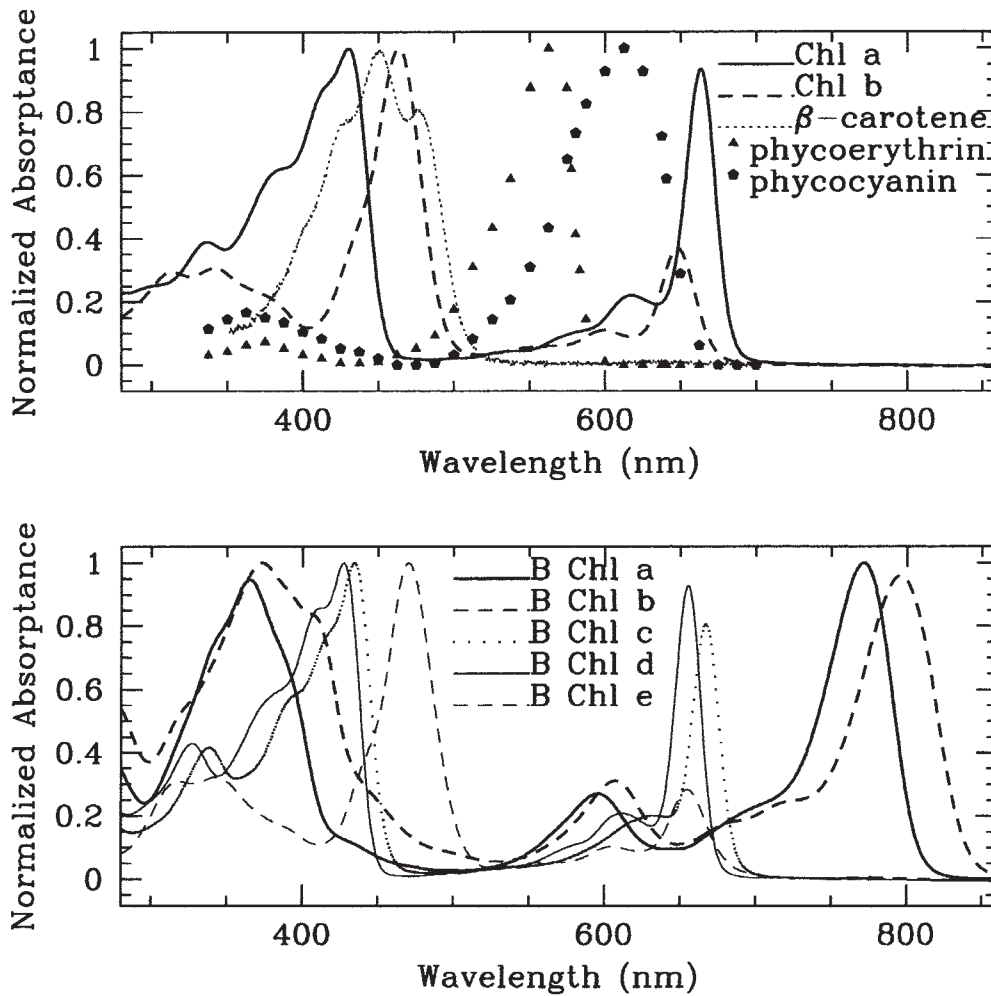 Normalized Absorptance
1
0.8
0.6
0.4
0.2
0
Chl a
Chl b
β-carotene
phycoerythrin
phycocyanin
400
600
800
Wavelength (nm)
Normalized Absorptance
1
0.8
0.6
0.4
0.2
0
B Chl a
B Chl b
B Chl c
B Chl d
B Chl e
400
600
800
Wavelength (nm)